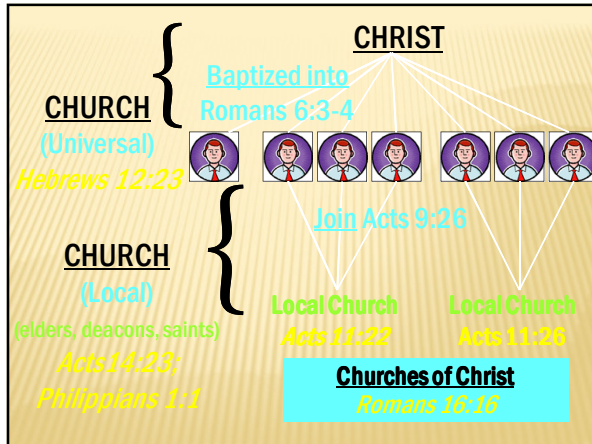 CHRIST
Baptized into
Romans 6:3-4
CHURCH
(Universal)
Hebrews 12:23
Join Acts 9:26
CHURCH
(Local)
(elders, deacons, saints)
Acts 14:23;
Philippians 1:1
Local Church
Acts 11:22
Local Church
Acts 11:26
Churches of Christ
Romans 16:16